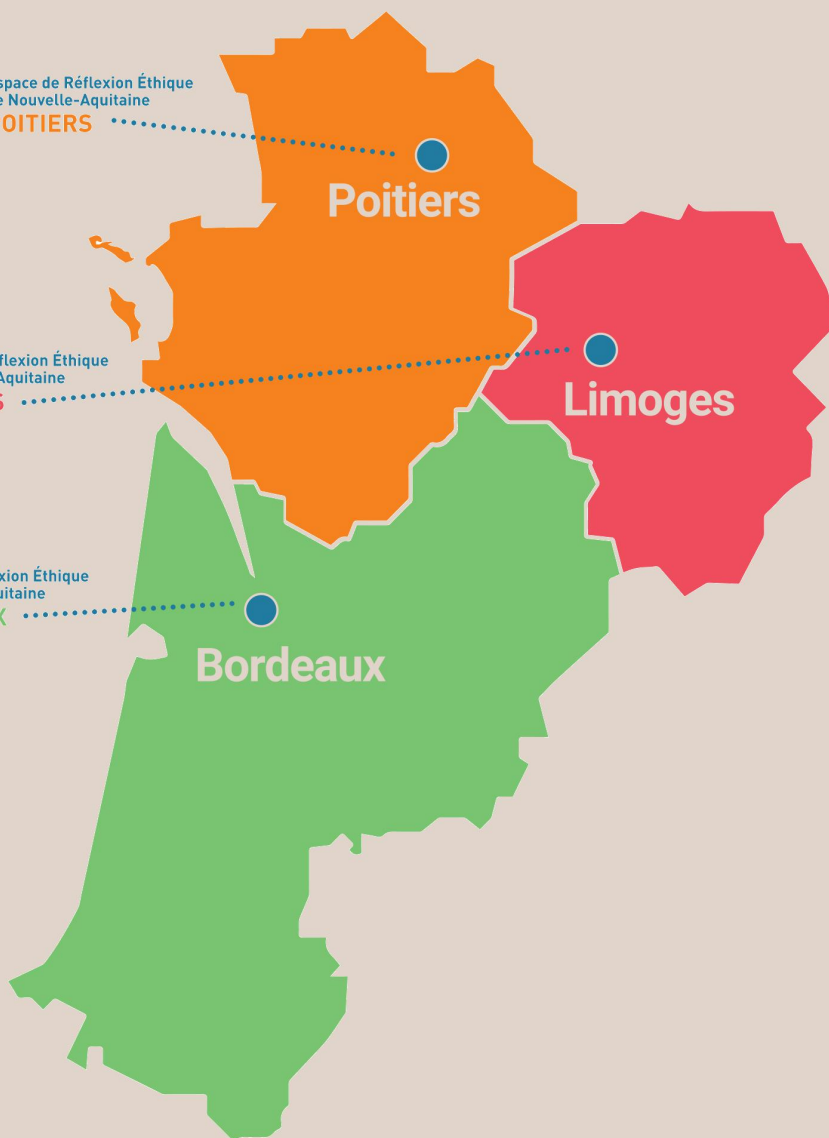 space de Réflexion Éthique
e Nouvelle-Aquitaine
OITIERS
Poitiers
flexion Éthique
Aquitaine
S
Limoges
xion Éthique
uitaine
X
Bordeaux